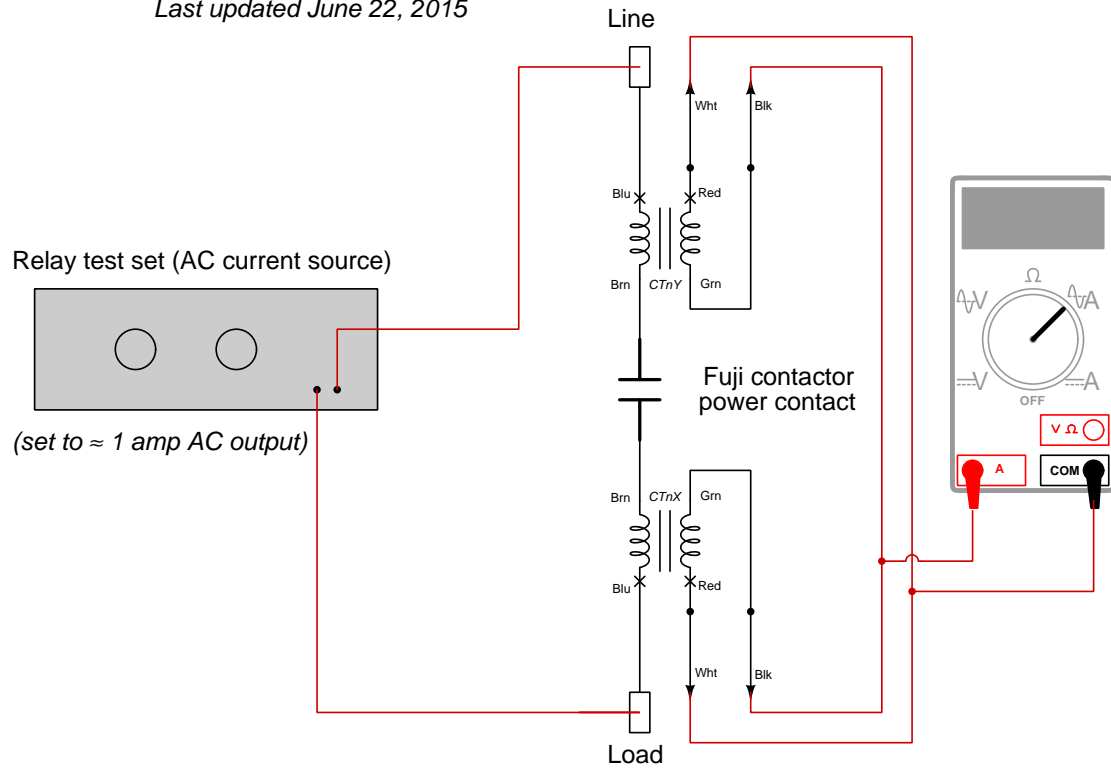 Last updated June 22, 2015
Line
Wht
Blk
Blu
Red
Brn
CTnY
Grn
Relay test set (AC current source)
(set to ≈ 1 amp AC output)
Fuji contactor
power contact
Brn
CTnX
Grn
Blu
Red
Wht
Blk
Load
Ω
V
A
V
A
OFF
V Ω
A
COM